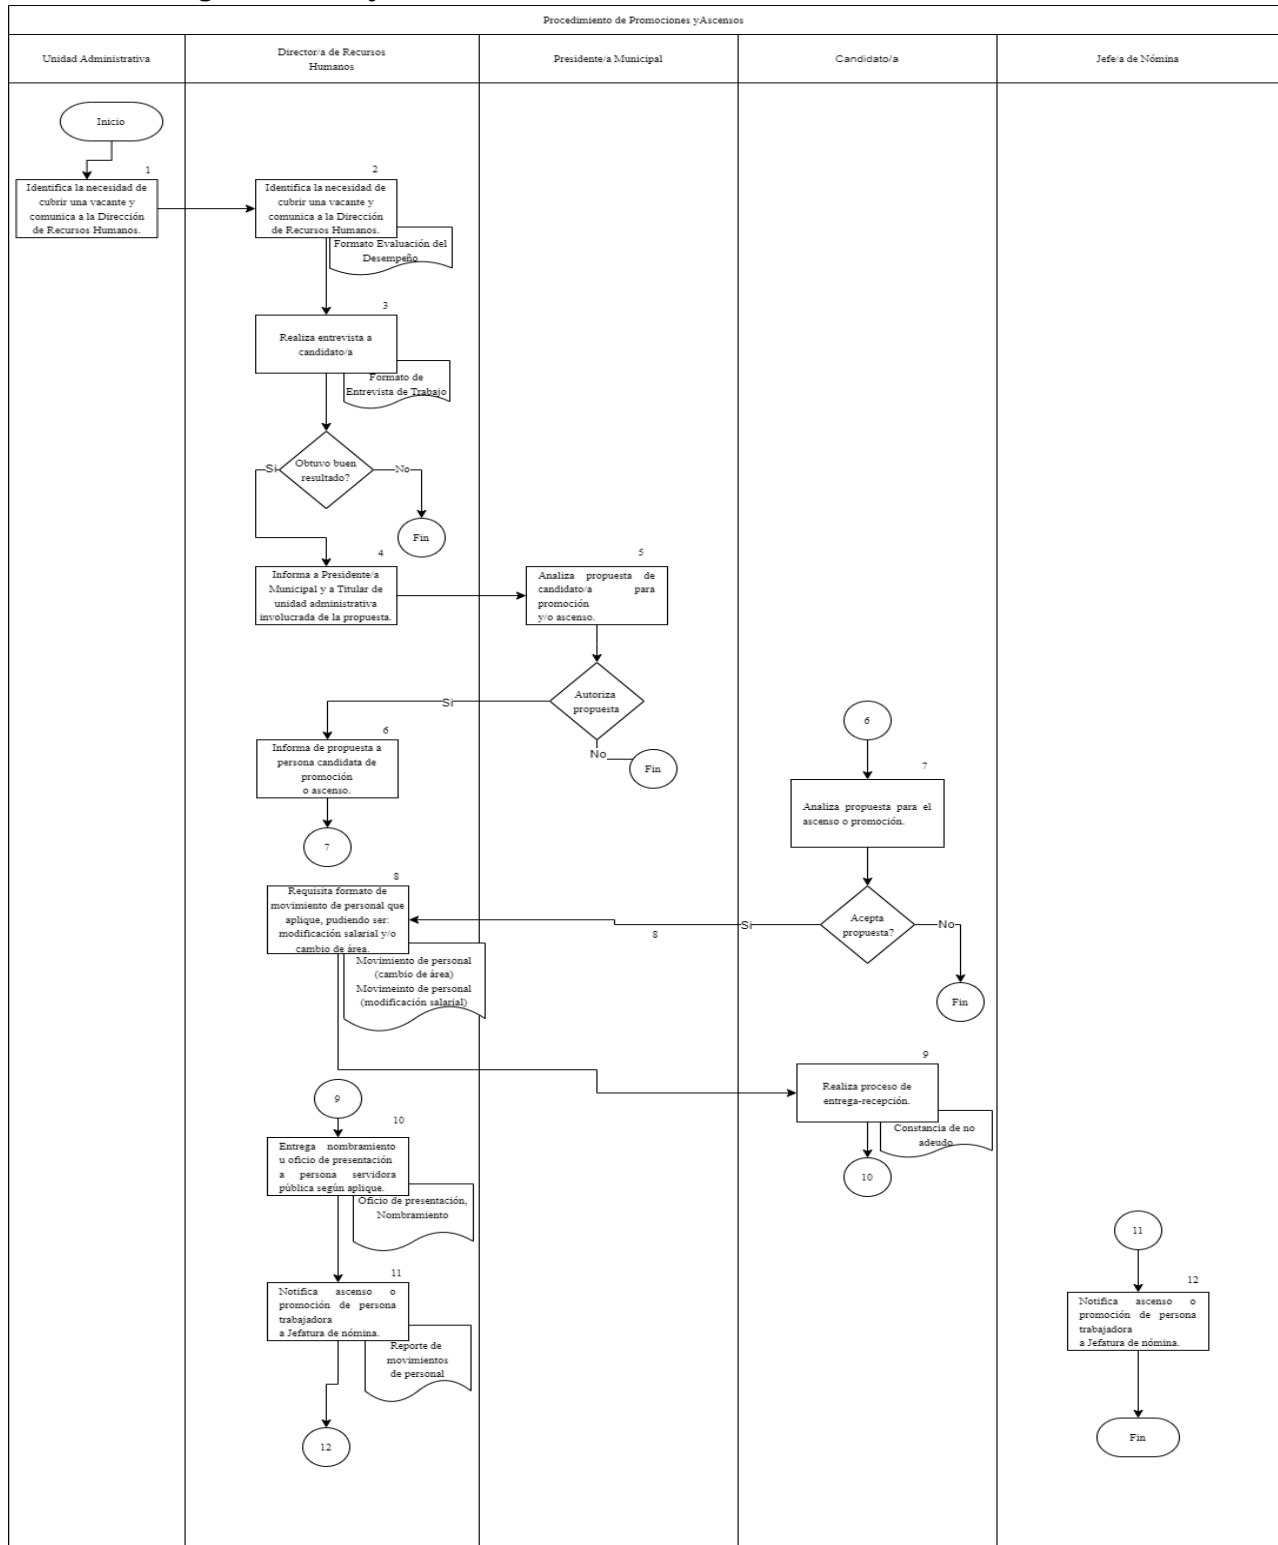 Procedimiento de Promociones yAscensos
Unidad Administrativa
Director/a de Recursos
Humanos
Presidente/a Municipal
Candidato/a
Jefe/a de Nómina
Inicio
1
Identifica la necesidad de
cubrir una vacante y
comunica a la Dirección
de Recursos Humanos.
2
Identifica la necesidad de
cubrir una vacante y
comunica a la Dirección
de Recursos Humanos.
Formato Evaluación del
Desempeño
3
Realiza entrevista a
candidato/a
Formato de
Entrevista de Trabajo
Obtuvo buen
resultado?
Si
No
Fin
4
Informa a Presidente/a
Municipal y a Titular de
unidad administrativa
involucrada de la propuesta.
5
Analiza propuesta de
candidato/a para
promoción
y/o ascenso.
Autoriza
propuesta
Si
No
Fin
6
Informa de propuesta a
persona candidata de
promoción
o ascenso.
7
6
7
Analiza propuesta para el
ascenso o promoción.
Acepta
propuesta?
Si
No
Fin
8
8
Requisita formato de
movimiento de personal que
aplique, pudiendo ser:
modificación salarial y/o
cambio de área.
Movimiento de personal
(cambio de área)
Movimeinto de personal
(modificación salarial)
9
Realiza proceso de
entrega-recepción.
Constancia de no
adeudo
10
9
10
Entrega nombramiento
u oficio de presentación
a persona servidora
pública según aplique.
Oficio de presentación,
Nombramiento
11
Notifica ascenso o
promoción de persona
trabajadora
a Jefatura de nómina.
Reporte de
movimientos
de personal
12
11
12
Notifica ascenso o
promoción de persona
trabajadora
a Jefatura de nómina.
Fin